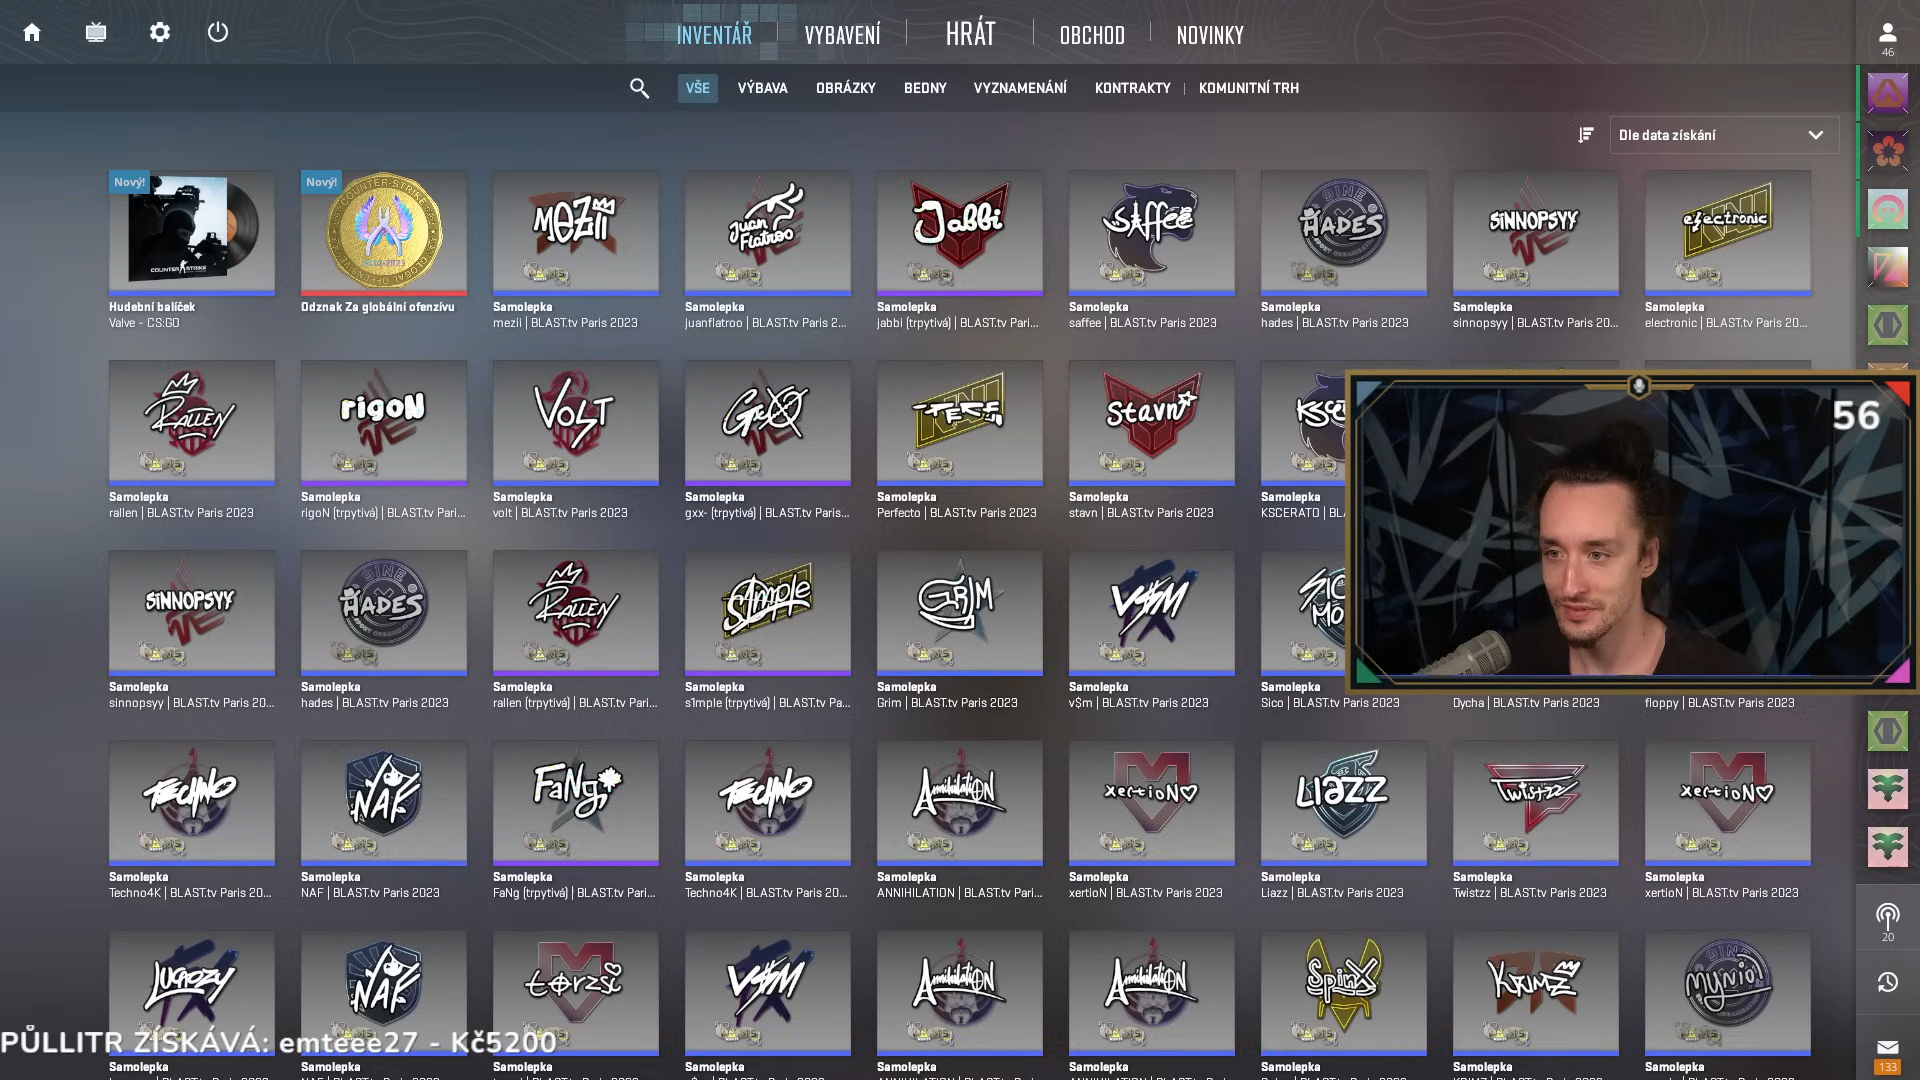 INVENTÁŘ
VYBAVENÍ
HRÁT
OBCHOD
NOVINKY
46
VŠE
VÝBAVA
OBRÁZKY
BEDNY
VYZNAMENÁNÍ
KONTRAKTY
KOMUNITNÍ TRH
Dle data získání
Nový!
Nový!
Hudební balíček
Valve – CS:GO
Odznak Za globální ofenzívu
Samolepka
mezii | BLAST.tv Paris 2023
Samolepka
juanflatroo | BLAST.tv Paris 2...
Samolepka
jabbi (trpytivá) | BLAST.tv Pari...
Samolepka
saffee | BLAST.tv Paris 2023
Samolepka
hades | BLAST.tv Paris 2023
Samolepka
sinnopsyy | BLAST.tv Paris 20...
Samolepka
electronic | BLAST.tv Paris 20...
Samolepka
rallen | BLAST.tv Paris 2023
Samolepka
rigoN (trpytivá) | BLAST.tv Pari...
Samolepka
volt | BLAST.tv Paris 2023
Samolepka
gxx- (trpytivá) | BLAST.tv Paris...
Samolepka
Perfecto | BLAST.tv Paris 2023
Samolepka
stavn | BLAST.tv Paris 2023
Samolepka
KSCERATO | BL
56
Samolepka
sinnopsyy | BLAST.tv Paris 20...
Samolepka
hades | BLAST.tv Paris 2023
Samolepka
rallen (trpytivá) | BLAST.tv Pari...
Samolepka
s1mple (trpytivá) | BLAST.tv Pa...
Samolepka
Grim | BLAST.tv Paris 2023
Samolepka
v$m | BLAST.tv Paris 2023
Samolepka
Sico | BLAST.tv Paris 2023
Dycha | BLAST.tv Paris 2023
floppy | BLAST.tv Paris 2023
Samolepka
Techno4K | BLAST.tv Paris 20...
Samolepka
NAF | BLAST.tv Paris 2023
Samolepka
FaNg (trpytivá) | BLAST.tv Pari...
Samolepka
Techno4K | BLAST.tv Paris 20...
Samolepka
ANNIHILATION | BLAST.tv Pari...
Samolepka
xertioN | BLAST.tv Paris 2023
Samolepka
Liazz | BLAST.tv Paris 2023
Samolepka
Twistzz | BLAST.tv Paris 2023
Samolepka
xertioN | BLAST.tv Paris 2023
20
PŮLLITR ZÍSKÁVÁ: emteee27 - Kč5200
Samolepka
Samolepka
Samolepka
Samolepka
Samolepka
Samolepka
Samolepka
Samolepka
Samolepka
133